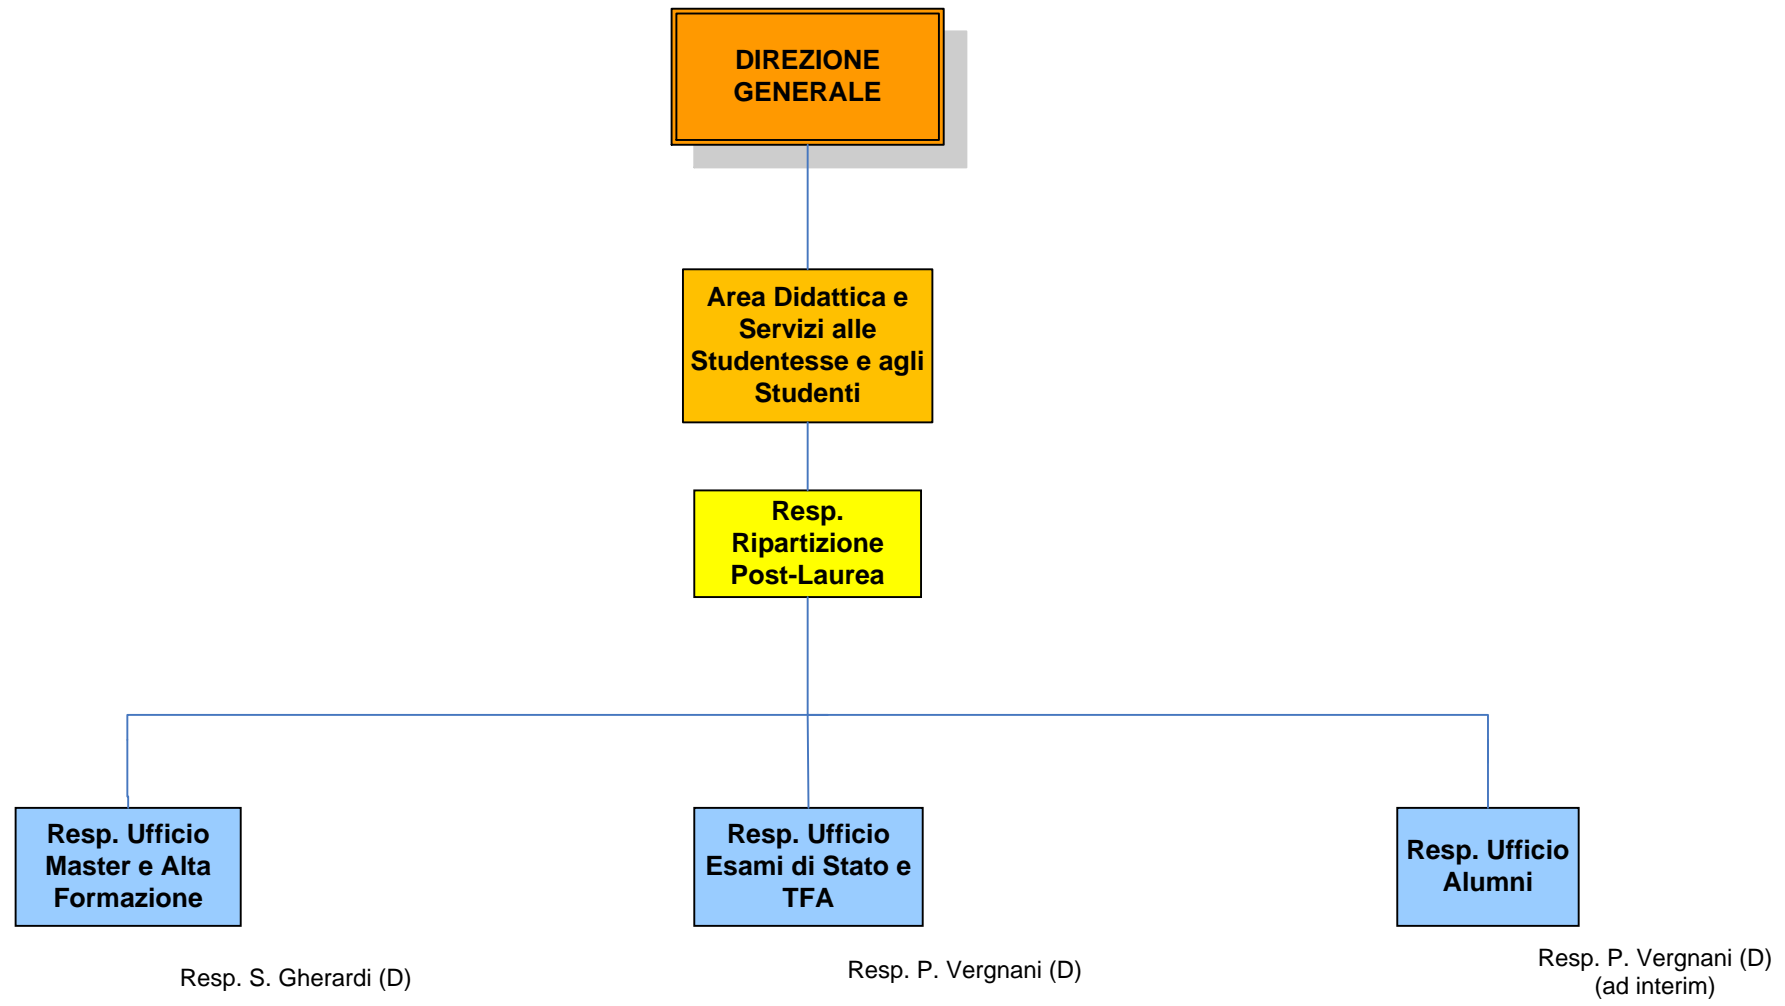 DIREZIONE
GENERALE
Area Didattica e
Servizi alle
Studentesse e agli
Studenti
Resp.
Ripartizione
Post-Laurea
Resp. Ufficio
Master e Alta
Formazione
Resp. Ufficio
Esami di Stato e
TFA
Resp. Ufficio
Alumni
Resp. S. Gherardi (D)
Resp. P. Vergnani (D)
Resp. P. Vergnani (D)
(ad interim)